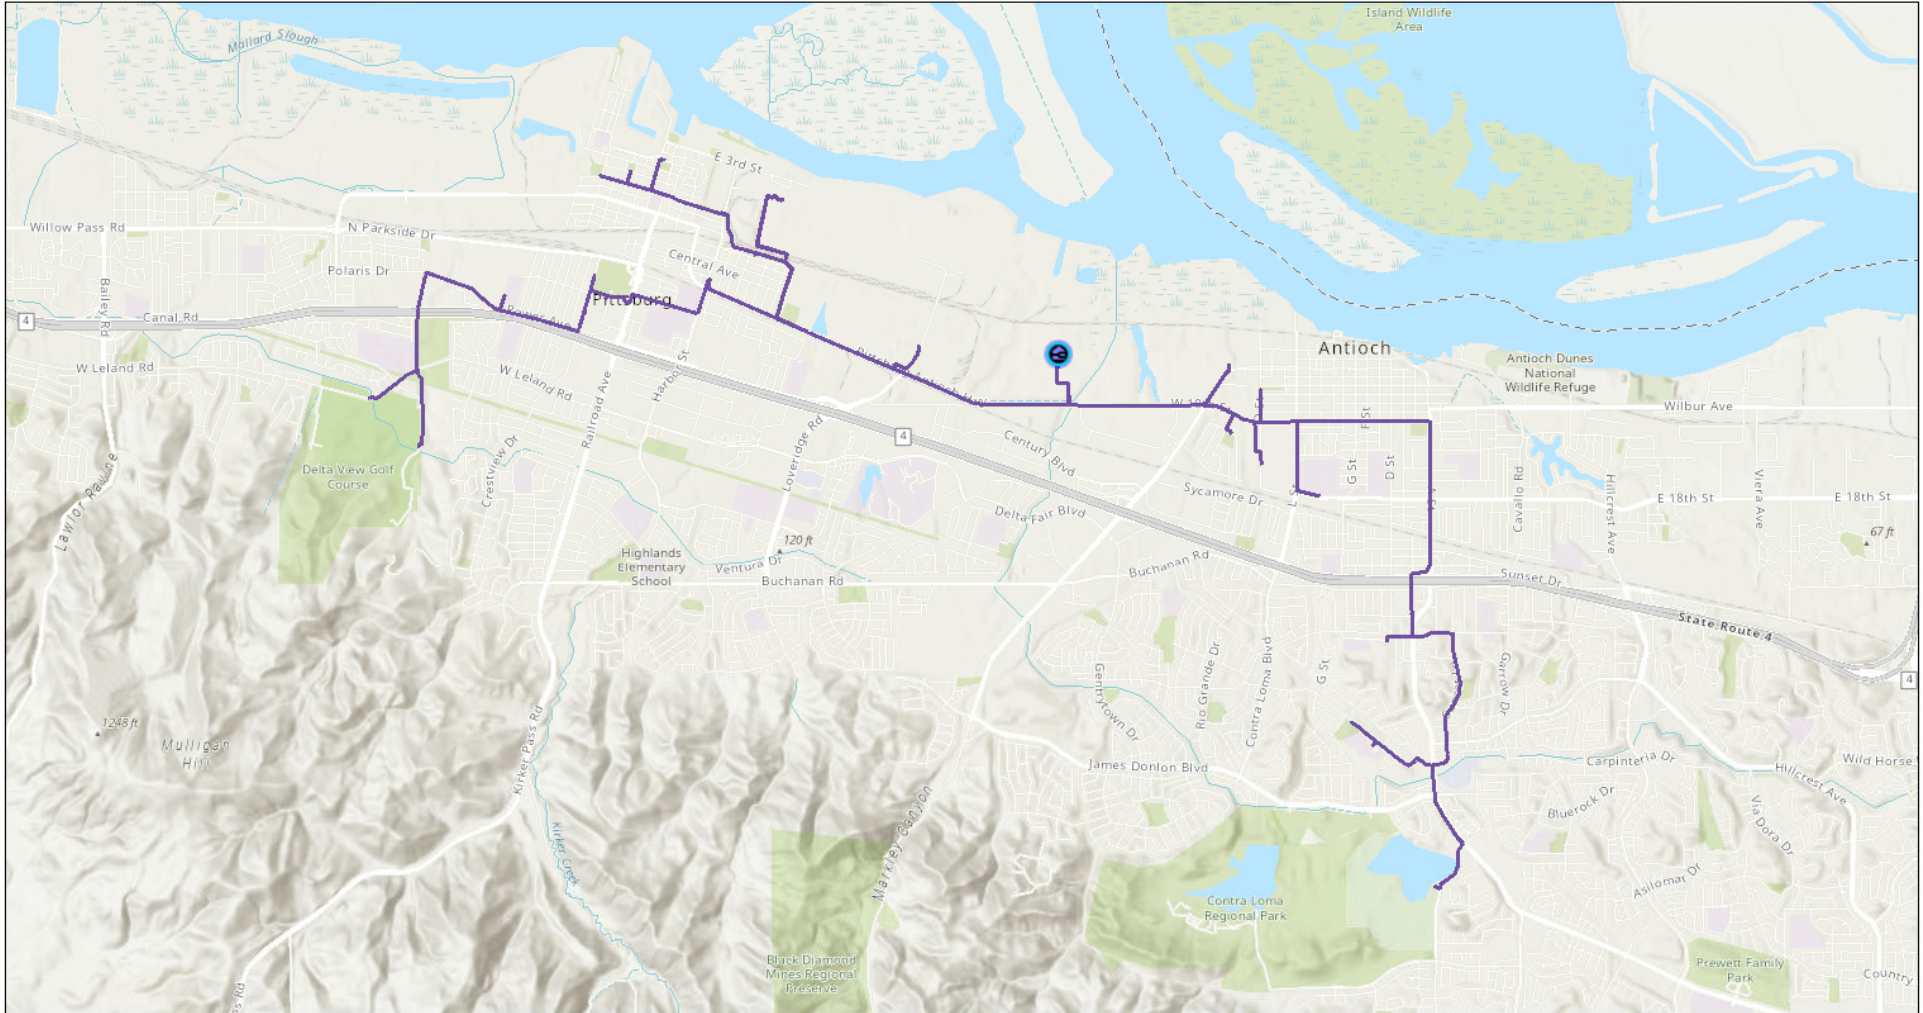 Island Wildlife
Area
Mallard Slough
E 3rd St
Willow Pass Rd
N Parkside Dr
Central Ave
Polaris Dr
Bailey Rd
Pittsburg
Power Ave
Canal Rd
4
W Leland Rd
W Leland Rd
Harbor St
Railroad Ave
Antioch
Antioch Dunes
National
Wildlife Refuge
Wilbur Ave
F St
4
Century Blvd
Loveridge Rd
Crestview Dr
Delta View Golf
Course
Lawlor Ravine
G St
D St
L St
Sycamore Dr
Delta Fair Blvd
Cavallo Rd
Hillcrest Ave
E 18th St
Viera Ave
E 18th St
67 ft
120 ft
Highlands
Elementary
School
Ventura Dr
Buchanan Rd
Buchanan Rd
Sunset Dr
State Route 4
4
Gentrytown Dr
Rio Grande Dr
Contra Loma Blvd
G St
Garrow Dr
1248 ft
Mulligan
Hill
Kirker Pass Rd
James Donlon Blvd
Carpinteria Dr
Hillcrest Ave
Wild Horse
Bluerock Dr
Via Dora Dr
Kirker Creek
Markley Canyon
Asilomar Dr
Contra Loma
Regional Park
Black Diamond
Mines Regional
Preserve
Prewett Family
Park
Country
ss Rd